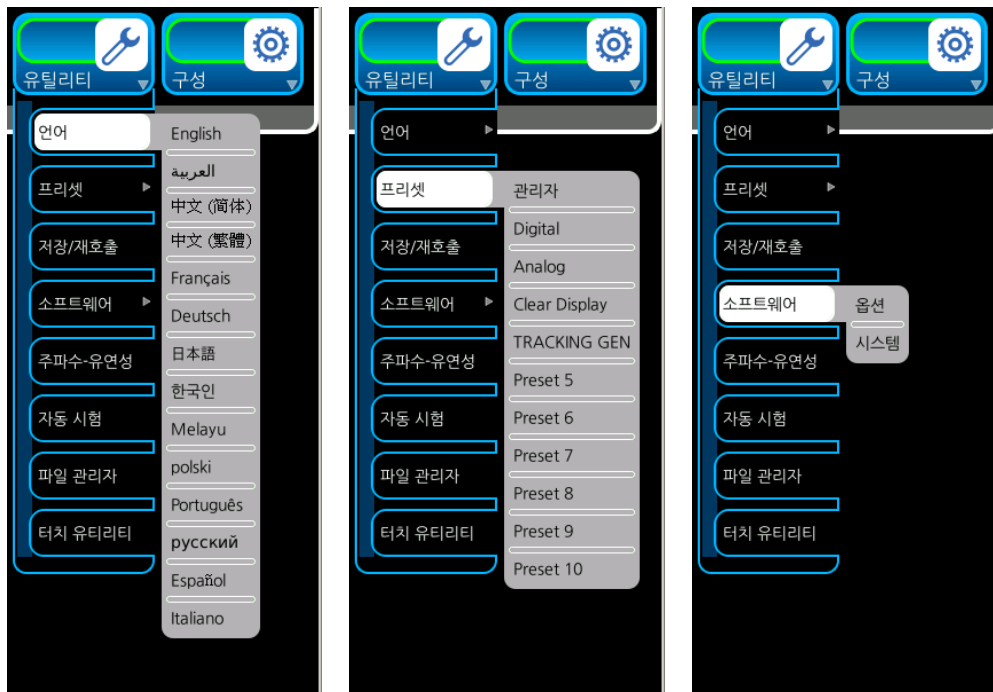 유틸리티
구성
언어
프리셋
저장/재호출
소프트웨어
주파수-유연성
자동 시험
파일 관리자
터치 유티리티
English
العربية
中文 (简体)
中文 (繁體)
Français
Deutsch
日本語
한국인
Melayu
polski
Português
русский
Español
Italiano
유틸리티
구성
언어
프리셋
저장/재호출
소프트웨어
주파수-유연성
자동 시험
파일 관리자
터치 유티리티
관리자
Digital
Analog
Clear Display
TRACKING GEN
Preset 5
Preset 6
Preset 7
Preset 8
Preset 9
Preset 10
유틸리티
구성
언어
프리셋
저장/재호출
소프트웨어
주파수-유연성
자동 시험
파일 관리자
터치 유티리티
옵션
시스템